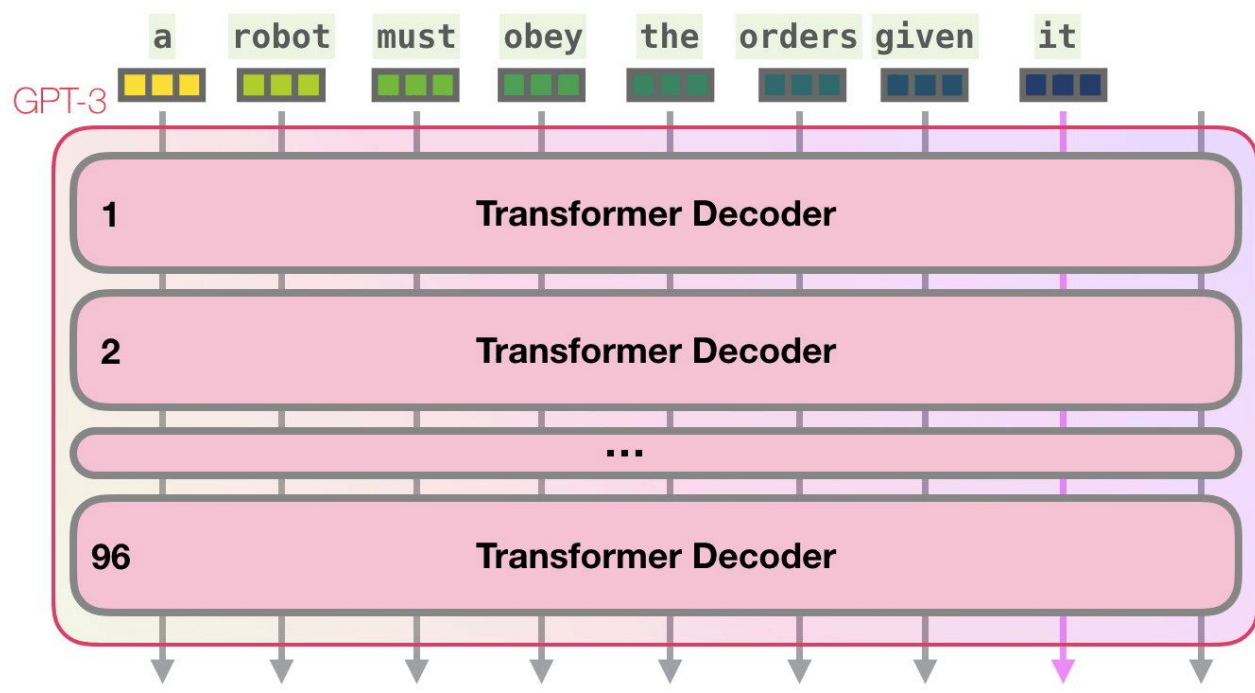 a robot must obey the orders given it
GPT-3
1 Transformer Decoder
2 Transformer Decoder
...
96 Transformer Decoder